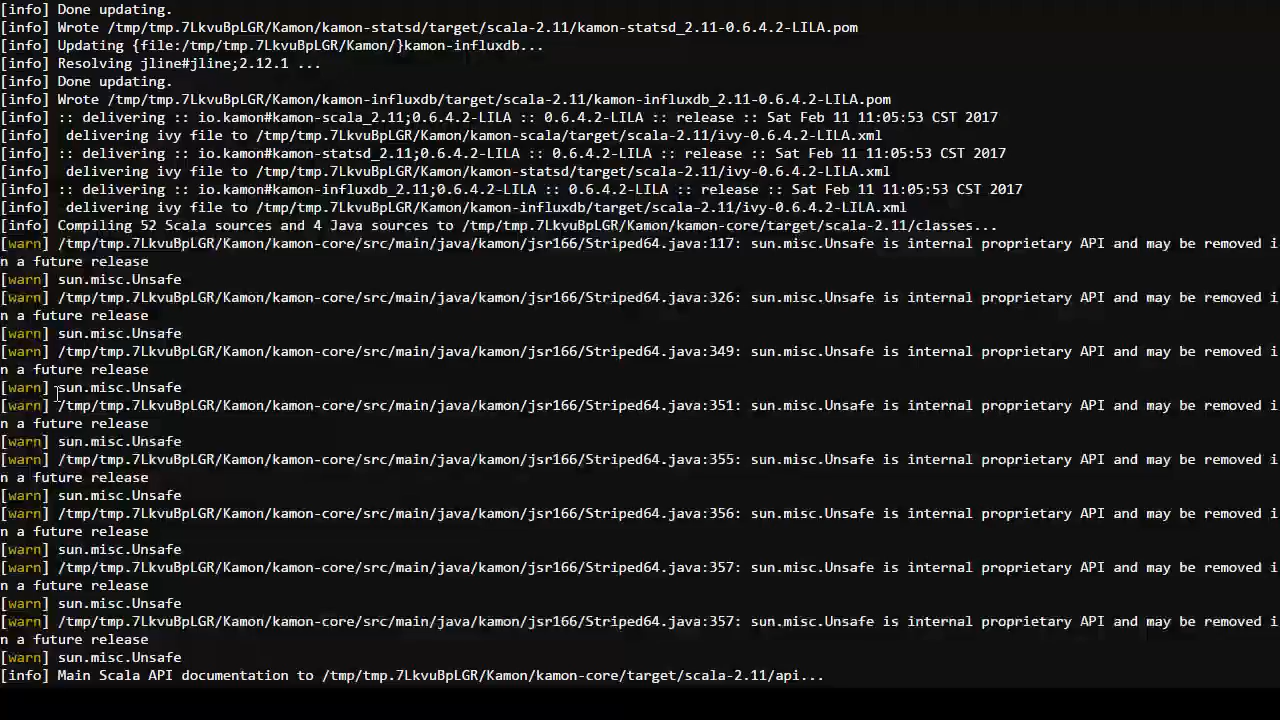 [info] Done updating.
[info] Wrote /tmp/tmp.7LkvuBpLGR/Kamon/kamon-statsd/target/scala-2.11/kamon-statsd_2.11-0.6.4.2-LILA.pom
[info] Updating {file:/tmp/tmp.7LkvuBpLGR/Kamon/}kamon-influxdb...
[info] Resolving jline#jline;2.12.1 ...
[info] Done updating.
[info] Wrote /tmp/tmp.7LkvuBpLGR/Kamon/kamon-influxdb/target/scala-2.11/kamon-influxdb_2.11-0.6.4.2-LILA.pom
[info] :: delivering :: io.kamon#kamon-scala_2.11;0.6.4.2-LILA :: 0.6.4.2-LILA :: release :: Sat Feb 11 11:05:53 CST 2017
[info]  delivering ivy file to /tmp/tmp.7LkvuBpLGR/Kamon/kamon-scala/target/scala-2.11/ivy-0.6.4.2-LILA.xml
[info] :: delivering :: io.kamon#kamon-statsd_2.11;0.6.4.2-LILA :: 0.6.4.2-LILA :: release :: Sat Feb 11 11:05:53 CST 2017
[info]  delivering ivy file to /tmp/tmp.7LkvuBpLGR/Kamon/kamon-statsd/target/scala-2.11/ivy-0.6.4.2-LILA.xml
[info] :: delivering :: io.kamon#kamon-influxdb_2.11;0.6.4.2-LILA :: 0.6.4.2-LILA :: release :: Sat Feb 11 11:05:53 CST 2017
[info]  delivering ivy file to /tmp/tmp.7LkvuBpLGR/Kamon/kamon-influxdb/target/scala-2.11/ivy-0.6.4.2-LILA.xml
[info] Compiling 52 Scala sources and 4 Java sources to /tmp/tmp.7LkvuBpLGR/Kamon/kamon-core/target/scala-2.11/classes...
[warn] /tmp/tmp.7LkvuBpLGR/Kamon/kamon-core/src/main/java/kamon/jsr166/Striped64.java:117: sun.misc.Unsafe is internal proprietary API and may be removed i
n a future release
[warn] sun.misc.Unsafe
[warn] /tmp/tmp.7LkvuBpLGR/Kamon/kamon-core/src/main/java/kamon/jsr166/Striped64.java:326: sun.misc.Unsafe is internal proprietary API and may be removed i
n a future release
[warn] sun.misc.Unsafe
[warn] /tmp/tmp.7LkvuBpLGR/Kamon/kamon-core/src/main/java/kamon/jsr166/Striped64.java:349: sun.misc.Unsafe is internal proprietary API and may be removed i
n a future release
[warn] sun.misc.Unsafe
[warn] /tmp/tmp.7LkvuBpLGR/Kamon/kamon-core/src/main/java/kamon/jsr166/Striped64.java:351: sun.misc.Unsafe is internal proprietary API and may be removed i
n a future release
[warn] sun.misc.Unsafe
[warn] /tmp/tmp.7LkvuBpLGR/Kamon/kamon-core/src/main/java/kamon/jsr166/Striped64.java:355: sun.misc.Unsafe is internal proprietary API and may be removed i
n a future release
[warn] sun.misc.Unsafe
[warn] /tmp/tmp.7LkvuBpLGR/Kamon/kamon-core/src/main/java/kamon/jsr166/Striped64.java:356: sun.misc.Unsafe is internal proprietary API and may be removed i
n a future release
[warn] sun.misc.Unsafe
[warn] /tmp/tmp.7LkvuBpLGR/Kamon/kamon-core/src/main/java/kamon/jsr166/Striped64.java:357: sun.misc.Unsafe is internal proprietary API and may be removed i
n a future release
[warn] sun.misc.Unsafe
[warn] /tmp/tmp.7LkvuBpLGR/Kamon/kamon-core/src/main/java/kamon/jsr166/Striped64.java:357: sun.misc.Unsafe is internal proprietary API and may be removed i
n a future release
[warn] sun.misc.Unsafe
[info] Main Scala API documentation to /tmp/tmp.7LkvuBpLGR/Kamon/kamon-core/target/scala-2.11/api...